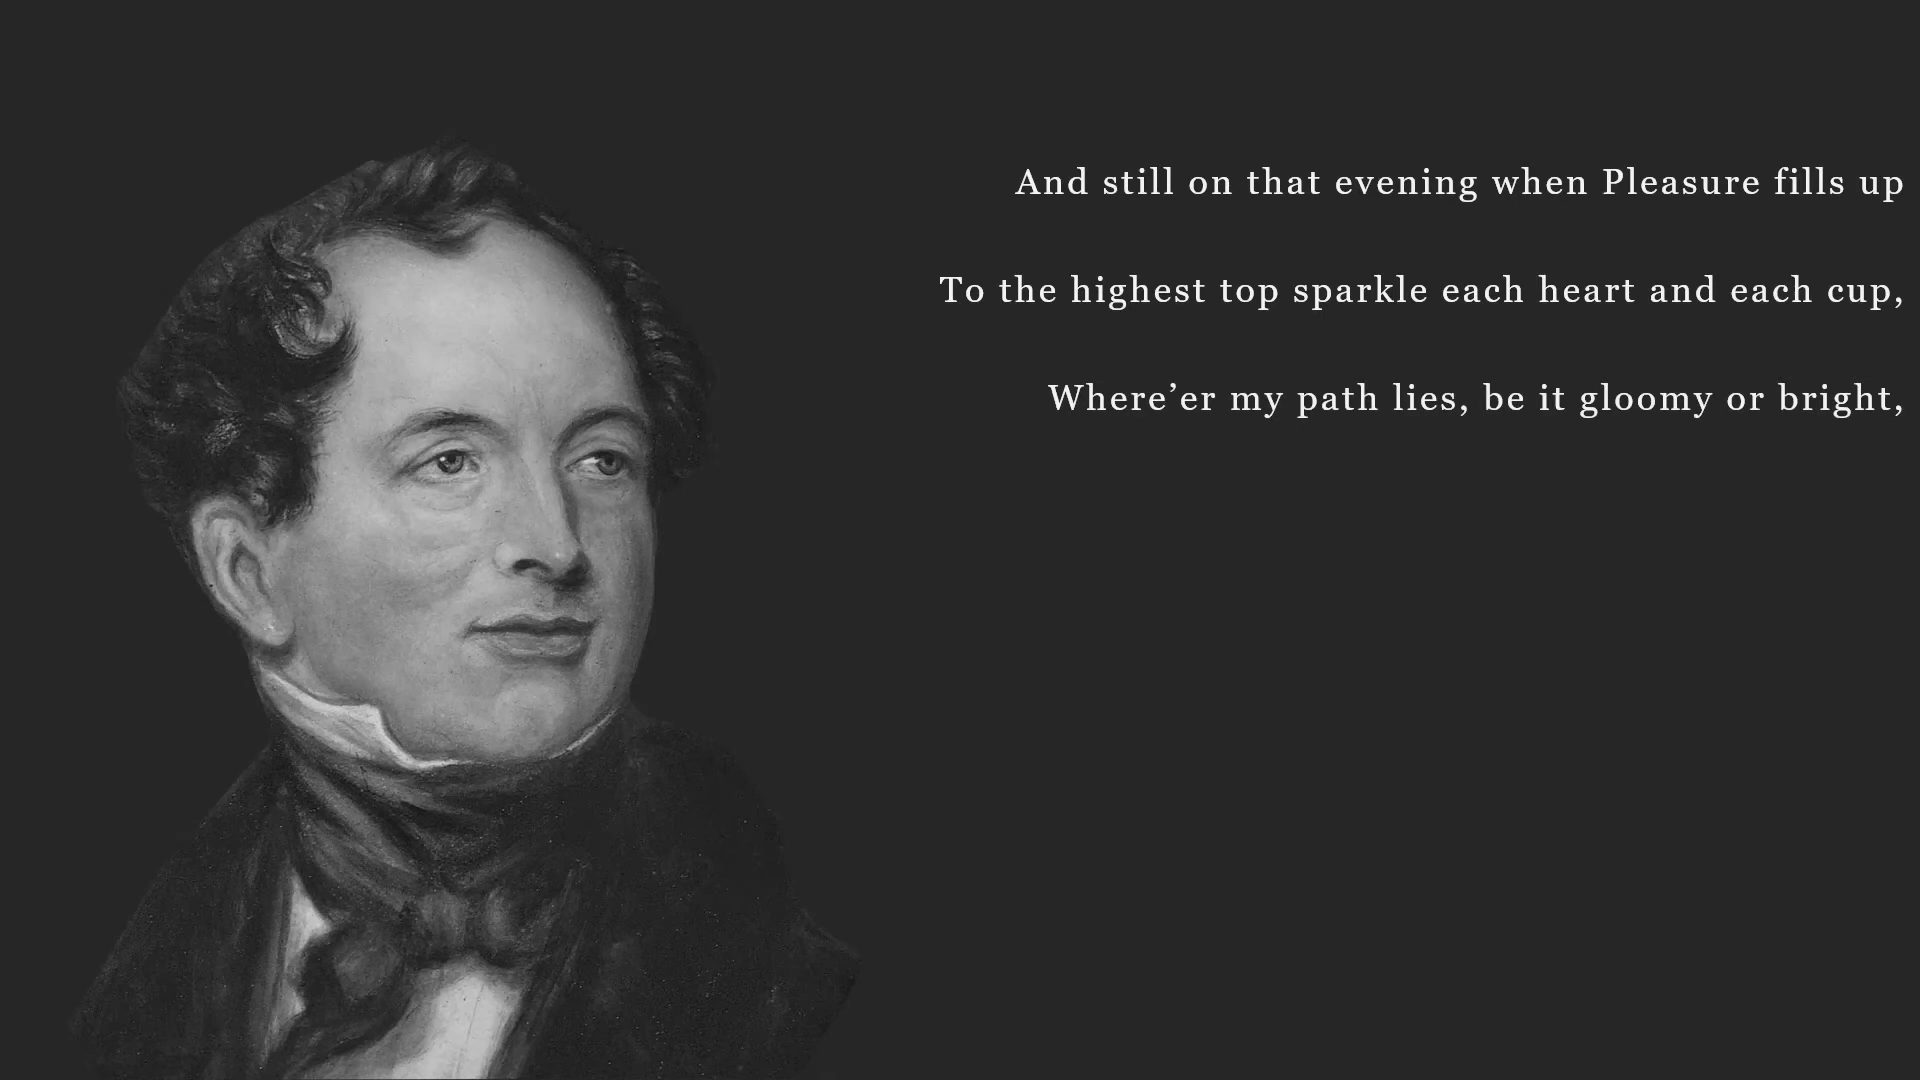 And still on that evening when Pleasure fills up
To the highest top sparkle each heart and each cup,
Where’er my path lies, be it gloomy or bright,